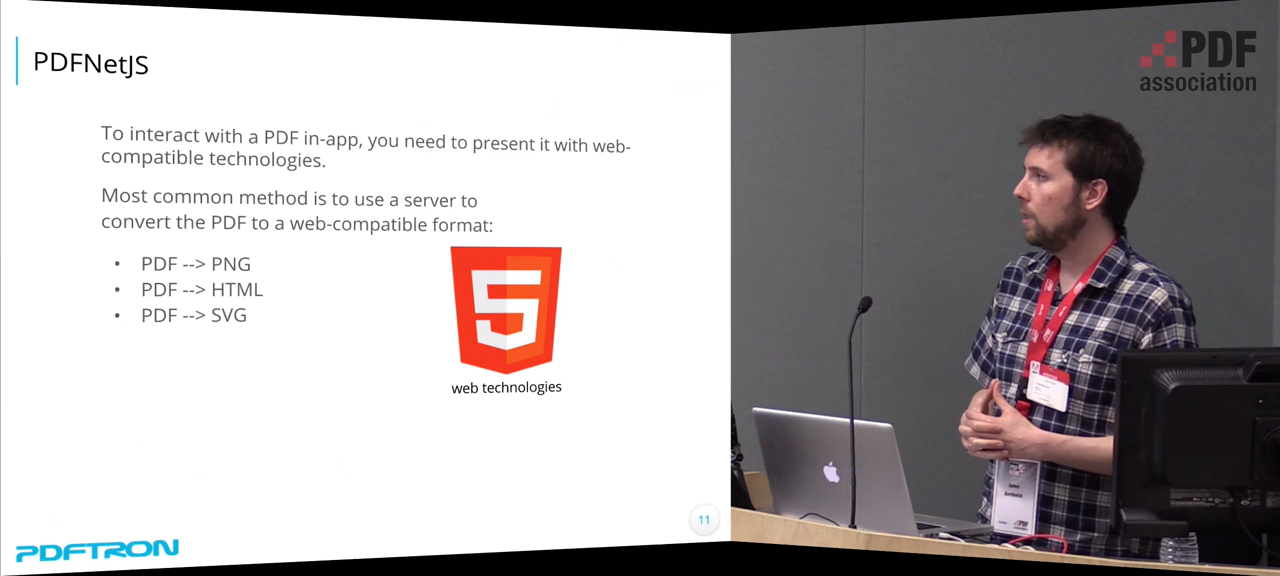 PDFNetJS
To interact with a PDF in-app, you need to present it with web-
compatible technologies.
Most common method is to use a server to
convert the PDF to a web-compatible format:
• PDF --> PNG
• PDF --> HTML
• PDF --> SVG
5
web technologies
11
PDFTRON
PDF
association